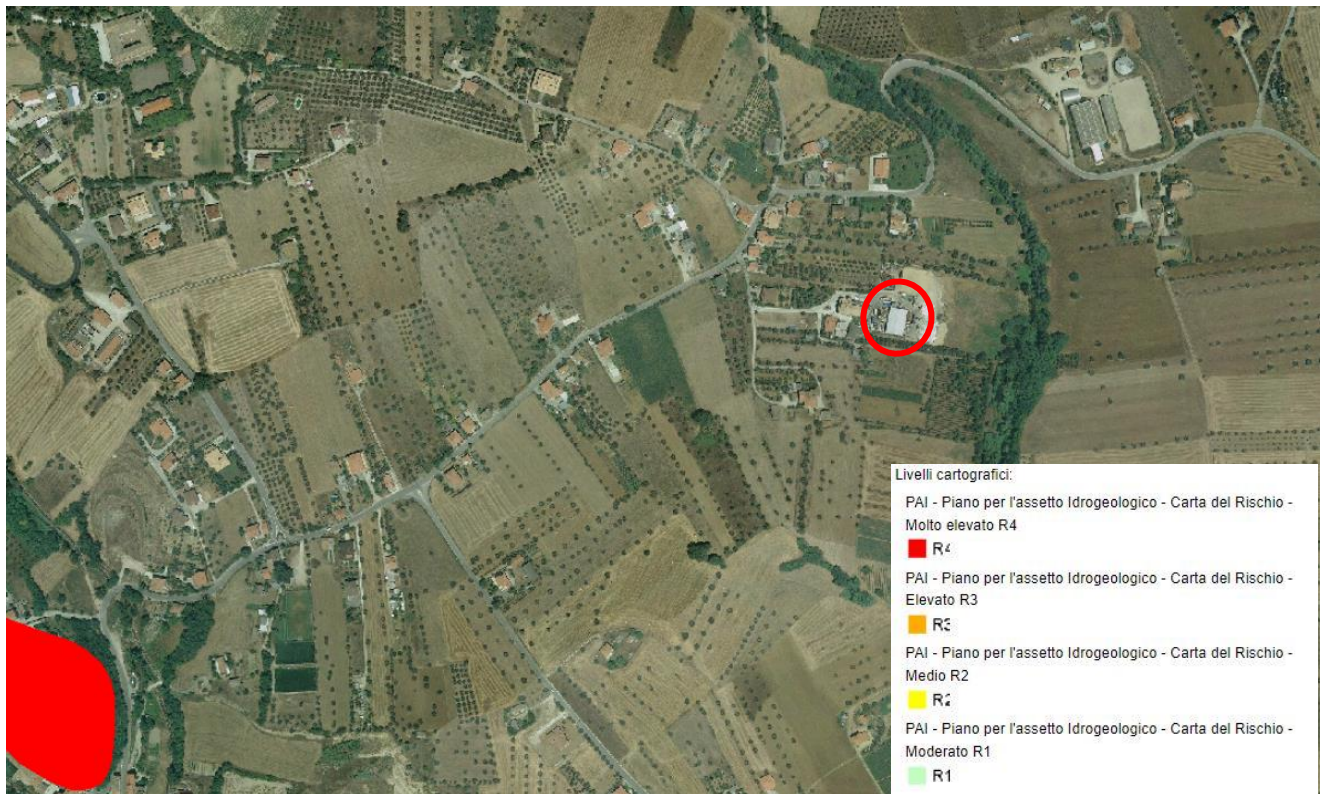 Livelli cartografici:
PAI - Piano per l'assetto Idrogeologico - Carta del Rischio -
Molto elevato R4
R4
PAI - Piano per l'assetto Idrogeologico - Carta del Rischio -
Elevato R3
R3
PAI - Piano per l'assetto Idrogeologico - Carta del Rischio -
Medio R2
R2
PAI - Piano per l'assetto Idrogeologico - Carta del Rischio -
Moderato R1
R1